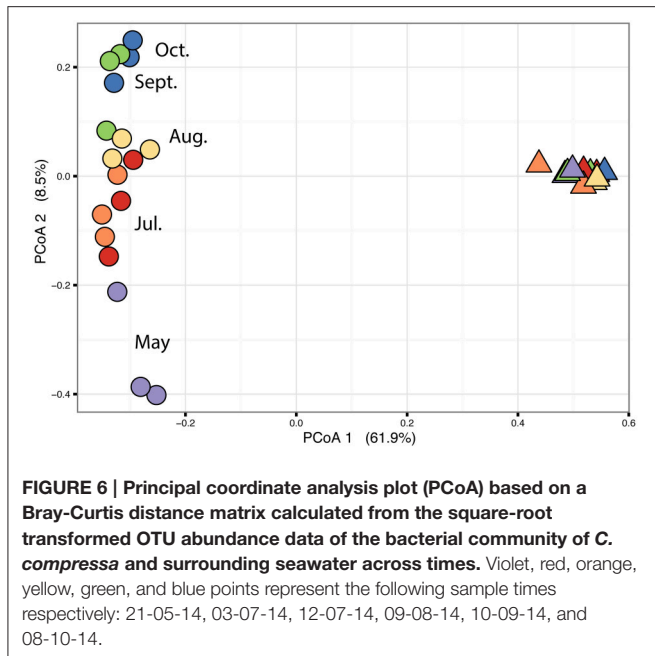 0.2
0.0
−0.2
−0.4
PCoA 2 (8.5%)
Oct.
Sept.
Aug.
Jul.
May
−0.2
0.0
0.2
0.4
0.6
PCoA 1 (61.9%)
FIGURE 6 | Principal coordinate analysis plot (PCoA) based on a
Bray-Curtis distance matrix calculated from the square-root
transformed OTU abundance data of the bacterial community of C.
compressa and surrounding seawater across times. Violet, red, orange,
yellow, green, and blue points represent the following sample times
respectively: 21-05-14, 03-07-14, 12-07-14, 09-08-14, 10-09-14, and
08-10-14.